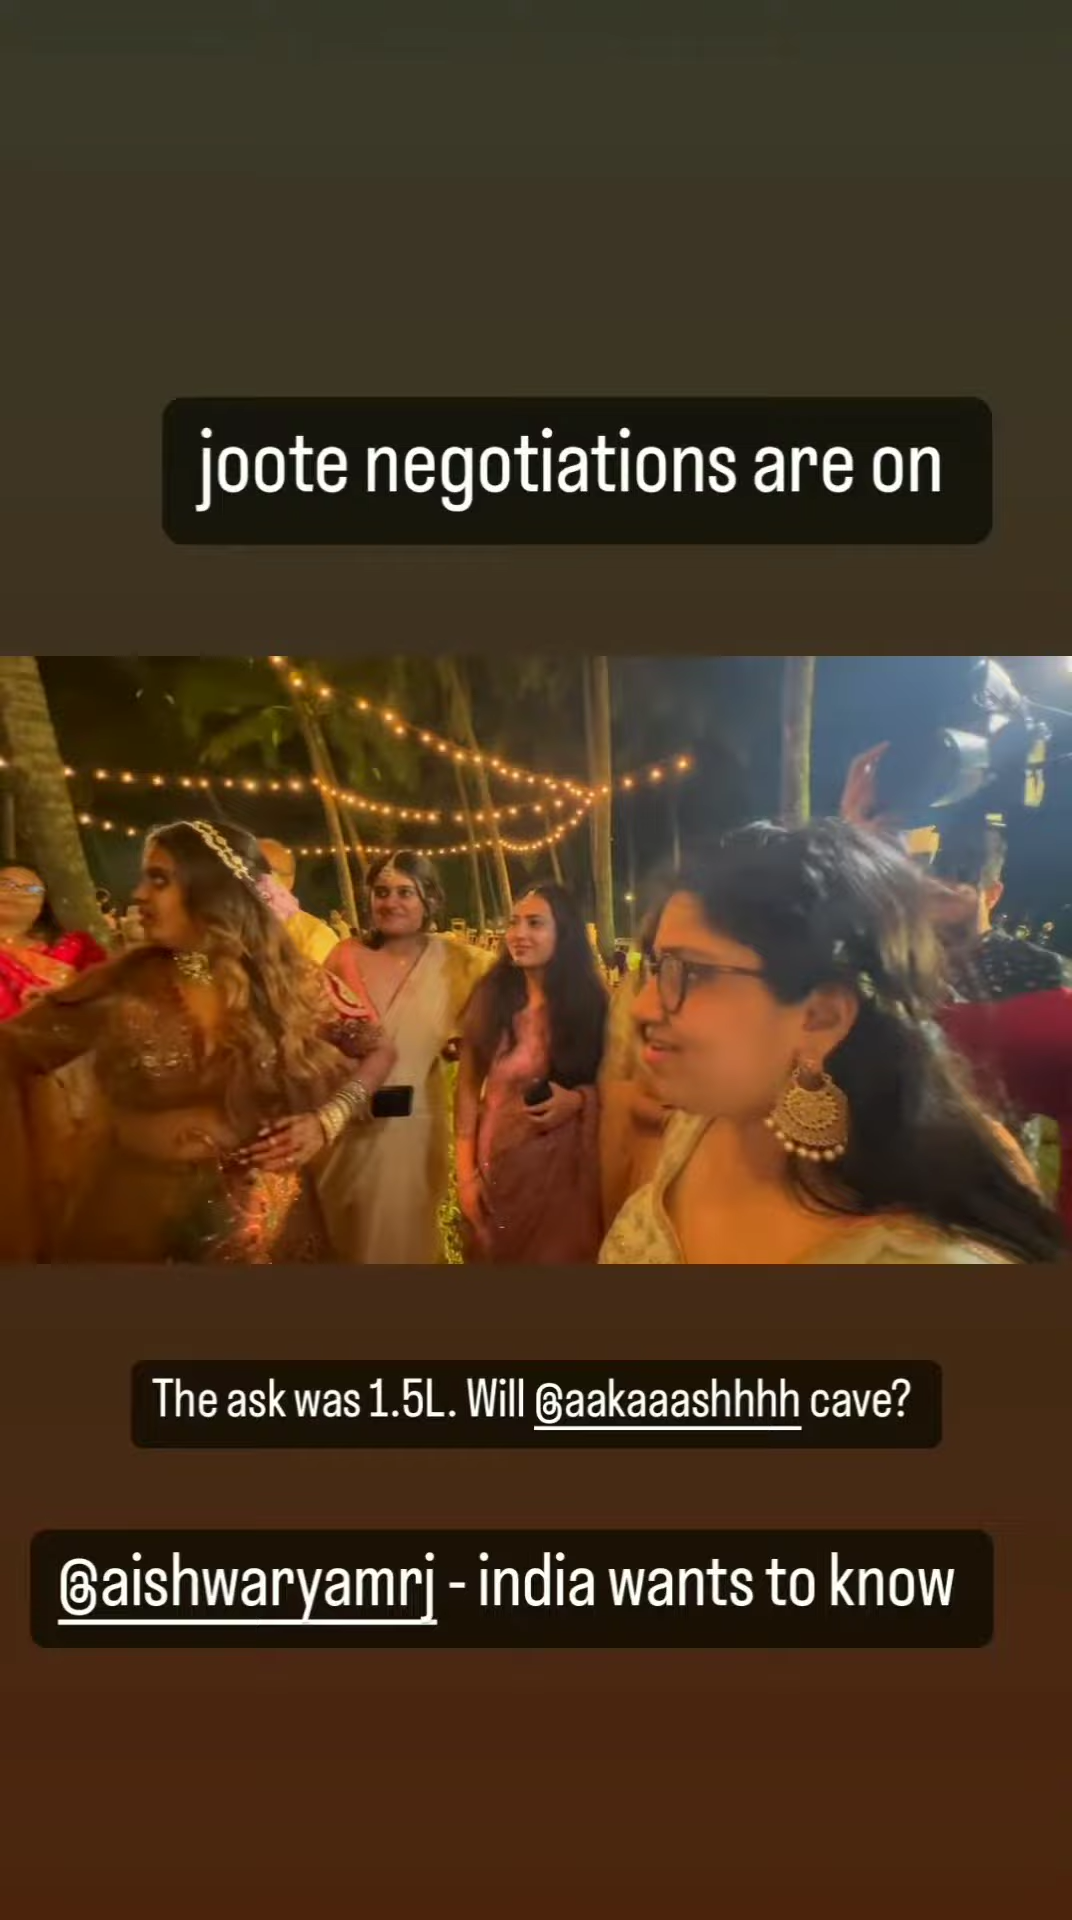 joote negotiations are on
The ask was 1.5L. Will @aakaaashhhh cave?
@aishwaryamrj - india wants to know